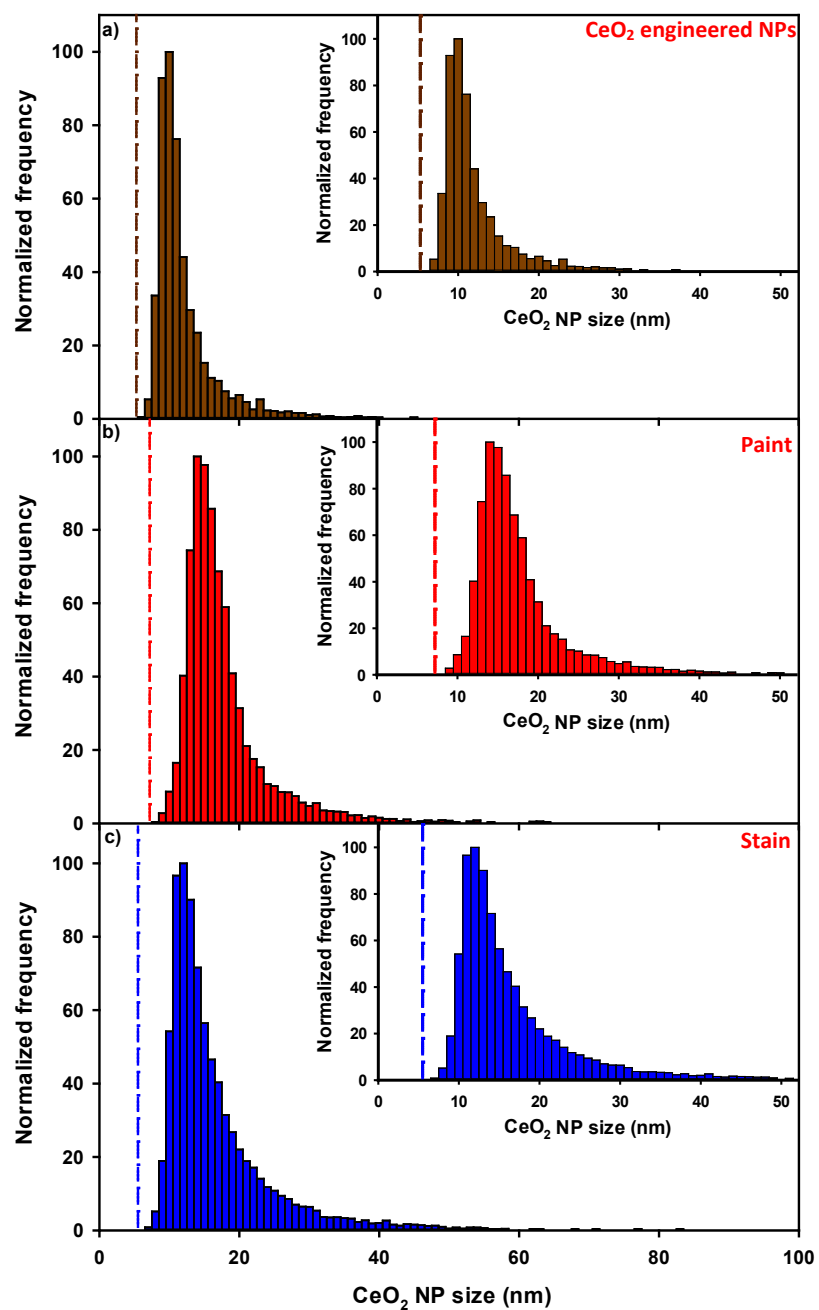 a)
CeO₂ engineered NPs
Normalized frequency
100
80
60
40
20
0
Normalized frequency
100
80
60
40
20
0
0 10 20 30 40 50
CeO₂ NP size (nm)
b)
Paint
Normalized frequency
100
80
60
40
20
0
Normalized frequency
100
80
60
40
20
0
0 10 20 30 40 50
CeO₂ NP size (nm)
c)
Stain
Normalized frequency
100
80
60
40
20
0
Normalized frequency
100
80
60
40
20
0
0 10 20 30 40 50
CeO₂ NP size (nm)
0 20 40 60 80 100
CeO₂ NP size (nm)